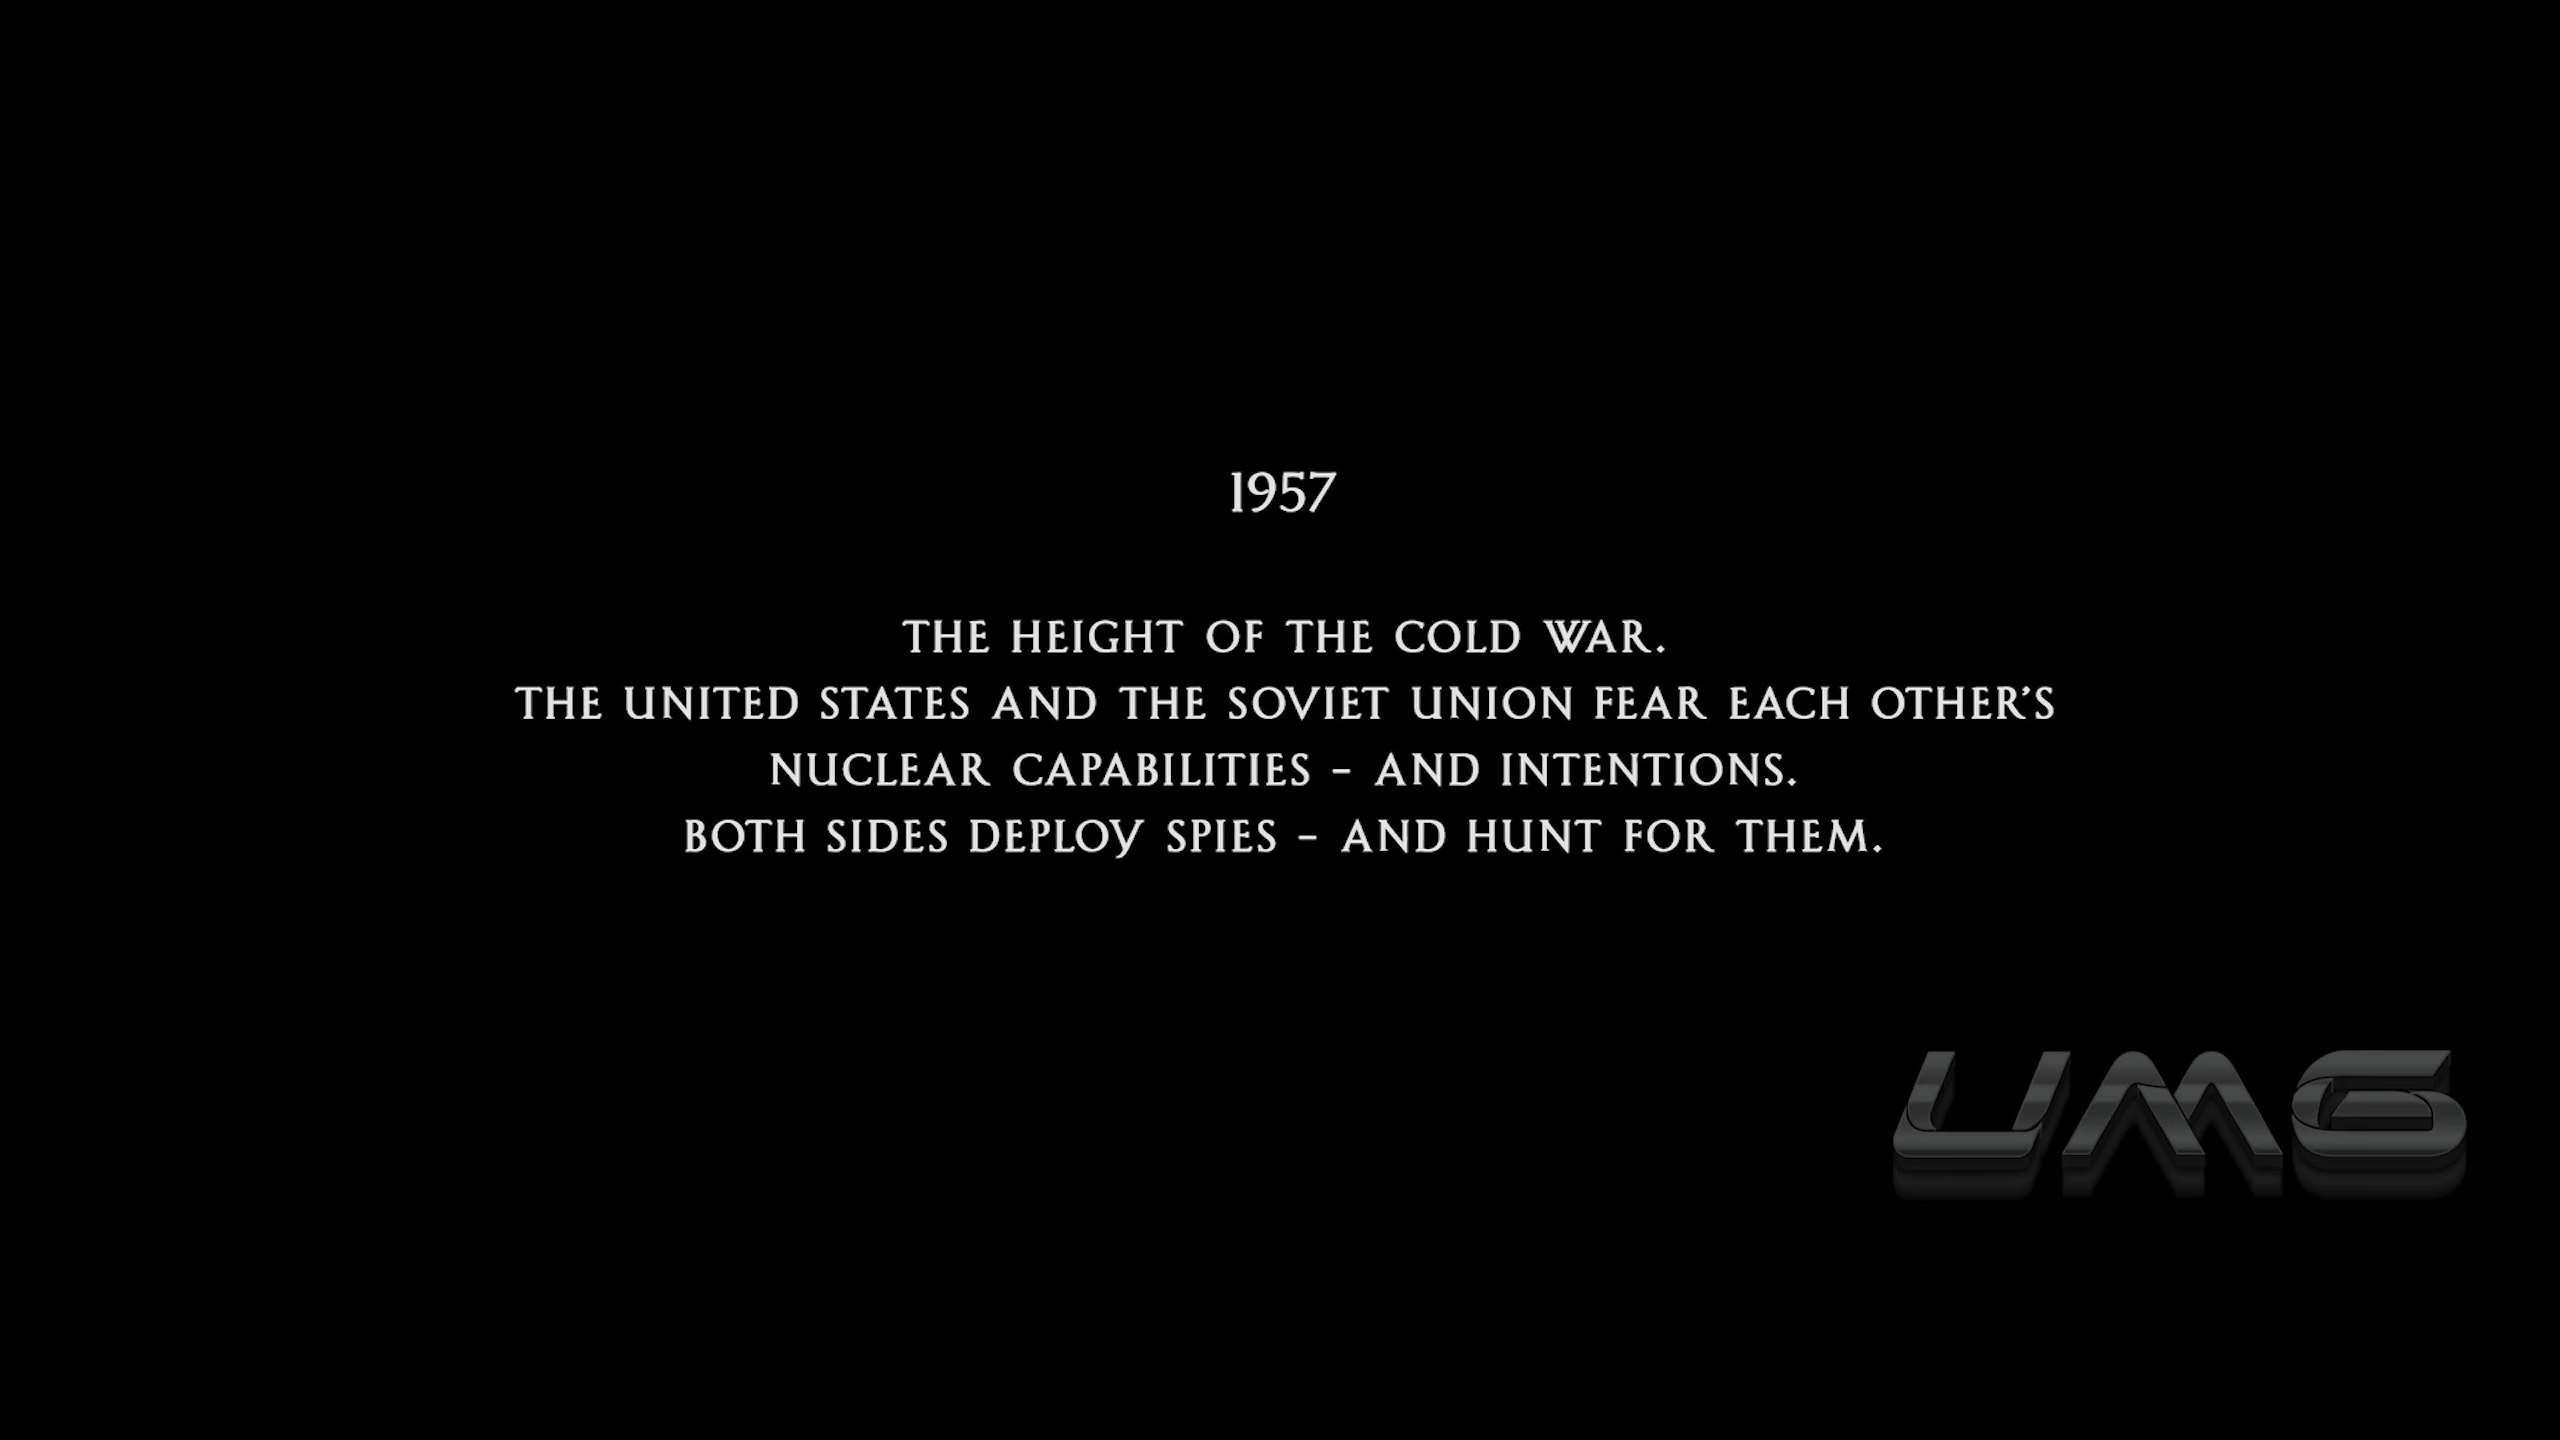 1957
THE HEIGHT OF THE COLD WAR.
THE UNITED STATES AND THE SOVIET UNION FEAR EACH OTHER'S
NUCLEAR CAPABILITIES – AND INTENTIONS.
BOTH SIDES DEPLOY SPIES – AND HUNT FOR THEM.
UMG